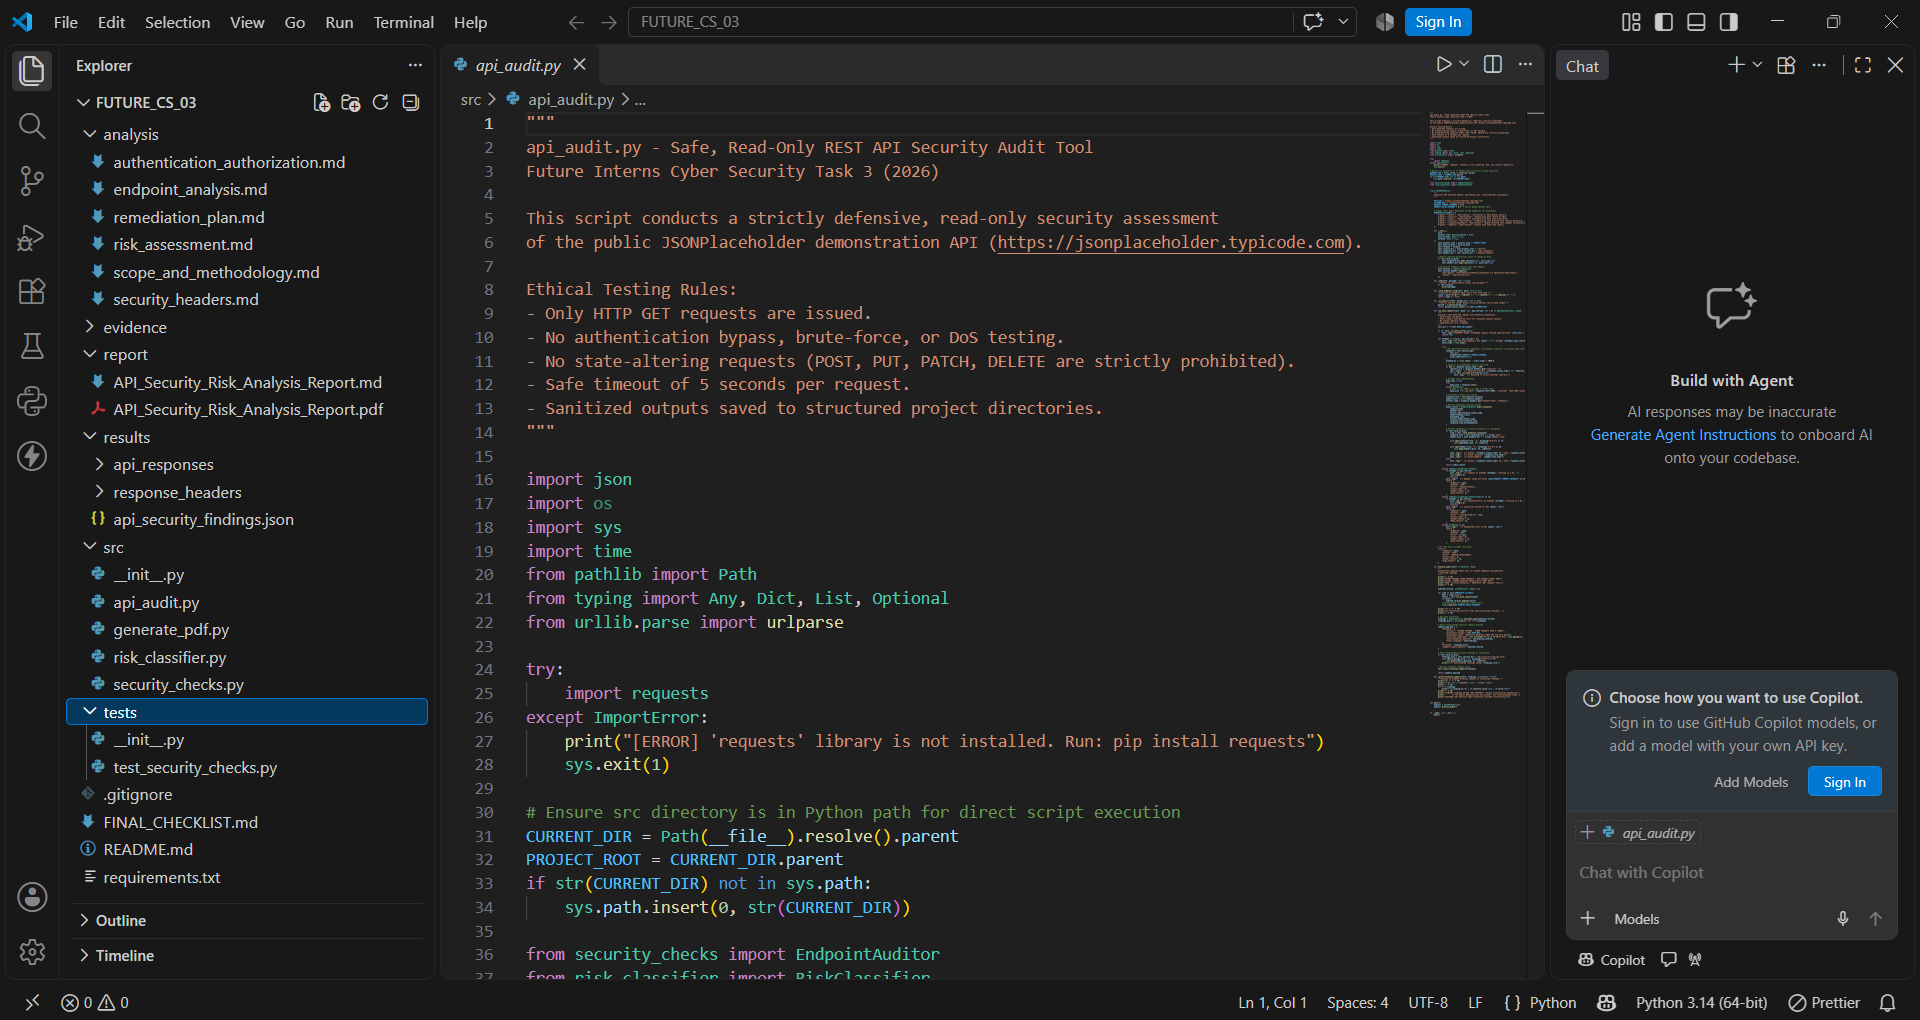 File Edit Selection View Go Run Terminal Help
FUTURE_CS_03
Sign In
Explorer
FUTURE_CS_03
analysis
authentication_authorization.md
endpoint_analysis.md
remediation_plan.md
risk_assessment.md
scope_and_methodology.md
security_headers.md
evidence
report
API_Security_Risk_Analysis_Report.md
API_Security_Risk_Analysis_Report.pdf
results
api_responses
response_headers
{} api_security_findings.json
src
__init__.py
api_audit.py
generate_pdf.py
risk_classifier.py
security_checks.py
tests
__init__.py
test_security_checks.py
.gitignore
FINAL_CHECKLIST.md
README.md
requirements.txt
Outline
Timeline
api_audit.py
src > api_audit.py > ...
1 """
2 api_audit.py - Safe, Read-Only REST API Security Audit Tool
3 Future Interns Cyber Security Task 3 (2026)
4
5 This script conducts a strictly defensive, read-only security assessment
6 of the public JSONPlaceholder demonstration API (https://jsonplaceholder.typicode.com).
7
8 Ethical Testing Rules:
9 - Only HTTP GET requests are issued.
10 - No authentication bypass, brute-force, or DoS testing.
11 - No state-altering requests (POST, PUT, PATCH, DELETE are strictly prohibited).
12 - Safe timeout of 5 seconds per request.
13 - Sanitized outputs saved to structured project directories.
14 """
15
16 import json
17 import os
18 import sys
19 import time
20 from pathlib import Path
21 from typing import Any, Dict, List, Optional
22 from urllib.parse import urlparse
23
24 try:
25 import requests
26 except ImportError:
27 print("[ERROR] 'requests' library is not installed. Run: pip install requests")
28 sys.exit(1)
29
30 # Ensure src directory is in Python path for direct script execution
31 CURRENT_DIR = Path(__file__).resolve().parent
32 PROJECT_ROOT = CURRENT_DIR.parent
33 if str(CURRENT_DIR) not in sys.path:
34 sys.path.insert(0, str(CURRENT_DIR))
35
36 from security_checks import EndpointAuditor
37 from risk_classifier import RiskClassifier
Chat
Build with Agent
AI responses may be inaccurate
Generate Agent Instructions to onboard AI
onto your codebase.
Choose how you want to use Copilot.
Sign in to use GitHub Copilot models, or
add a model with your own API key.
Add Models Sign In
api_audit.py
Chat with Copilot
Models
Copilot
0 0
Ln 1, Col 1 Spaces: 4 UTF-8 LF {} Python Python 3.14 (64-bit) Prettier